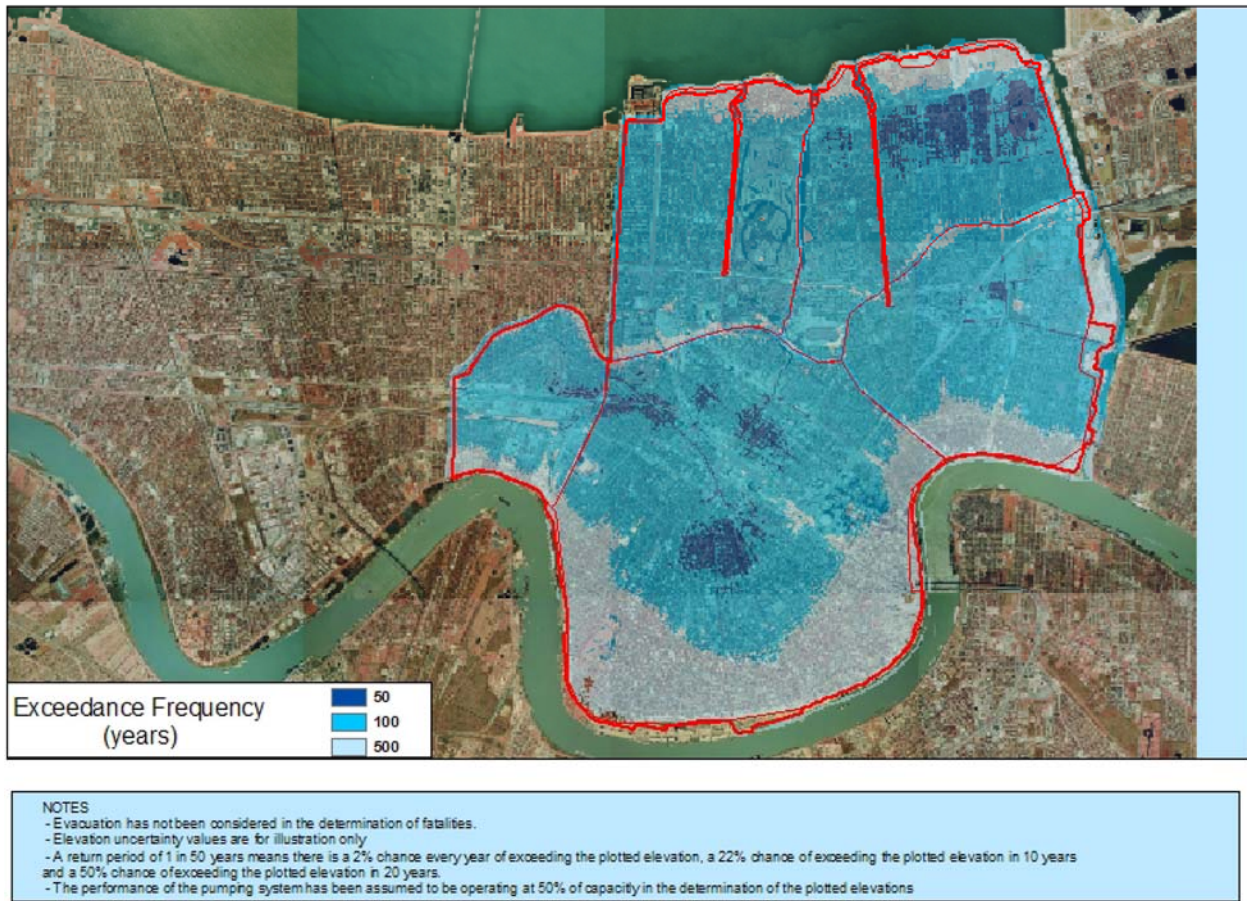 Exceedance Frequency
(years)
50
100
500
NOTES
- Evacuation has not been considered in the determination of fatalities.
- Elevation uncertainty values are for illustration only
- A return period of 1 in 50 years means there is a 2% chance every year of exceeding the plotted elevation, a 22% chance of exceeding the plotted elevation in 10 years
and a 50% chance of exceeding the plotted elevation in 20 years.
- The performance of the pumping system has been assumed to be operating at 50% of capacity in the determination of the plotted elevations